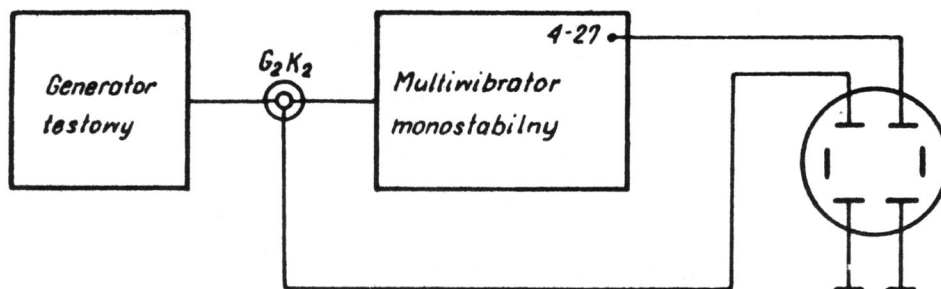 Generator
testowy
G₂K₂
4-27
Multiwibrator
monostabilny